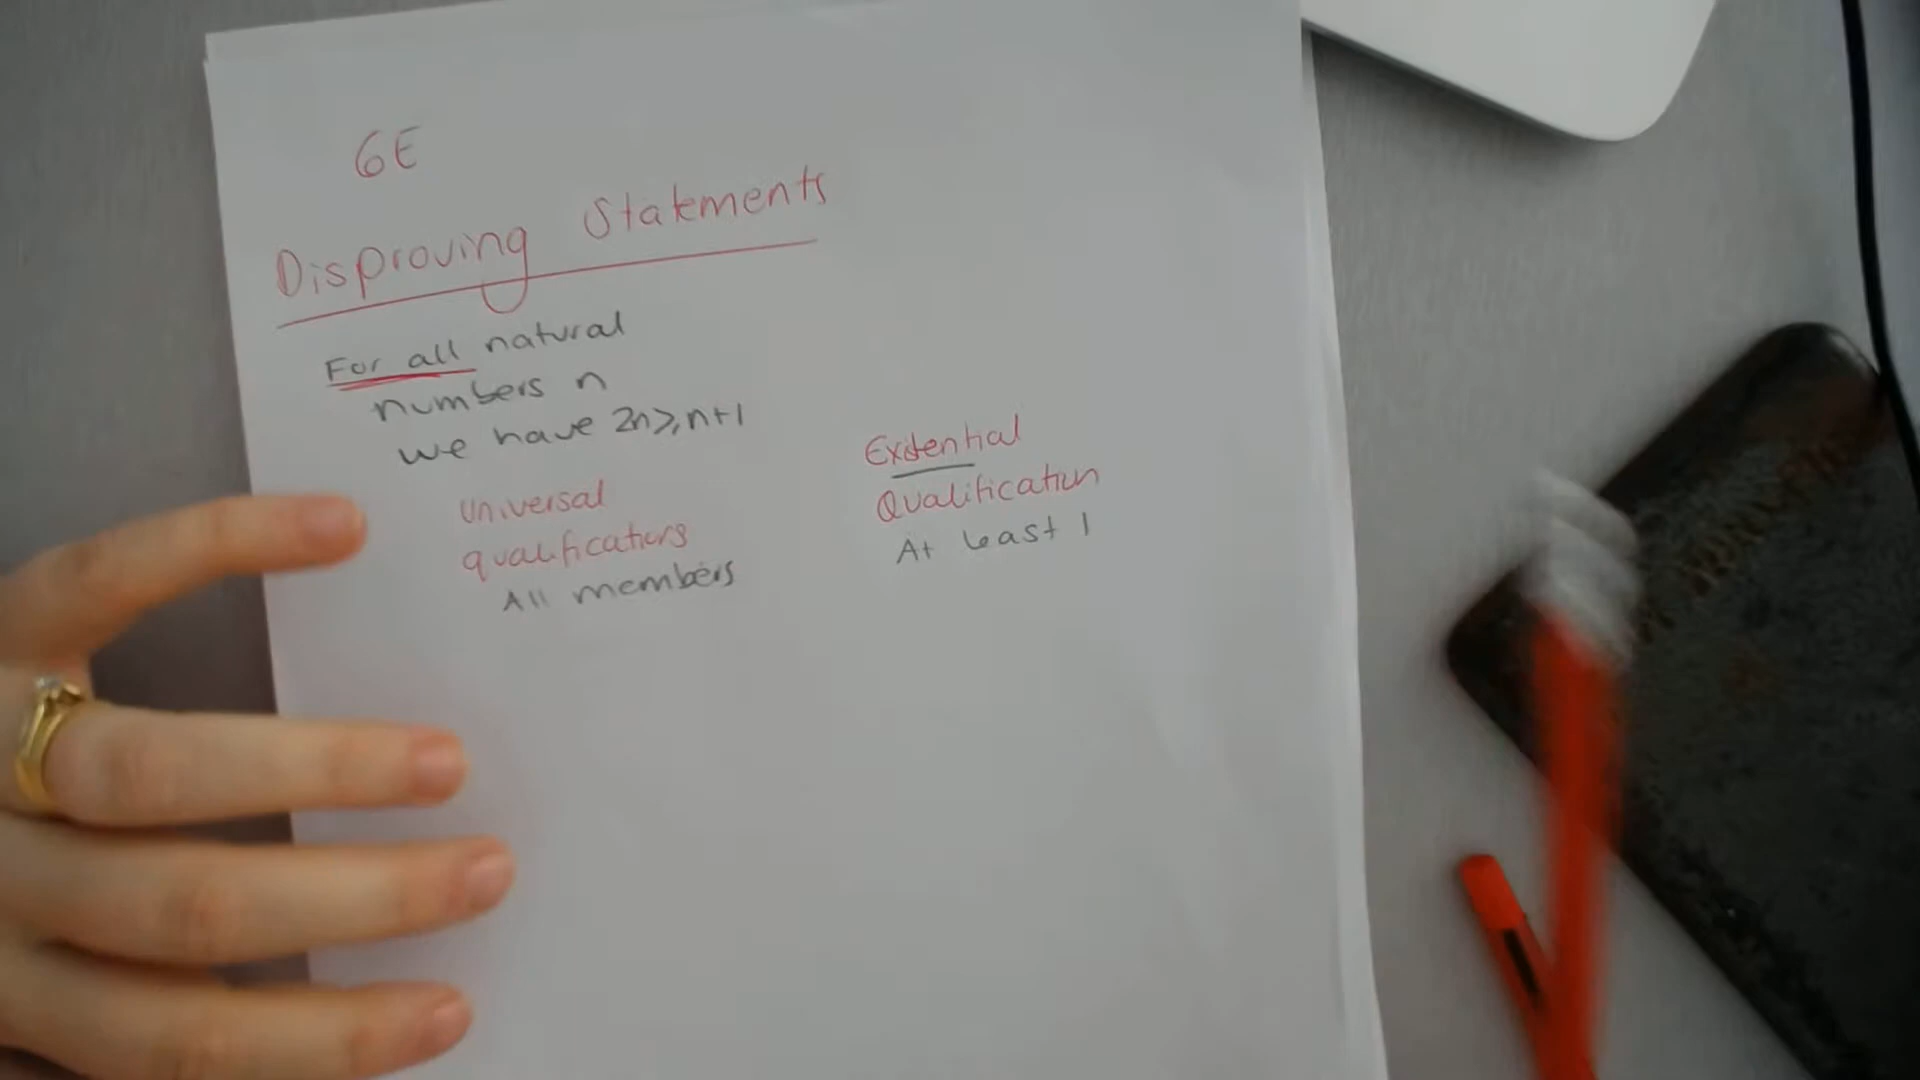 6E
Disproving Statements
For all natural
numbers n
we have 2n⩾n+1
Universal
qualifications
All members
Existential
Qualification
At least 1